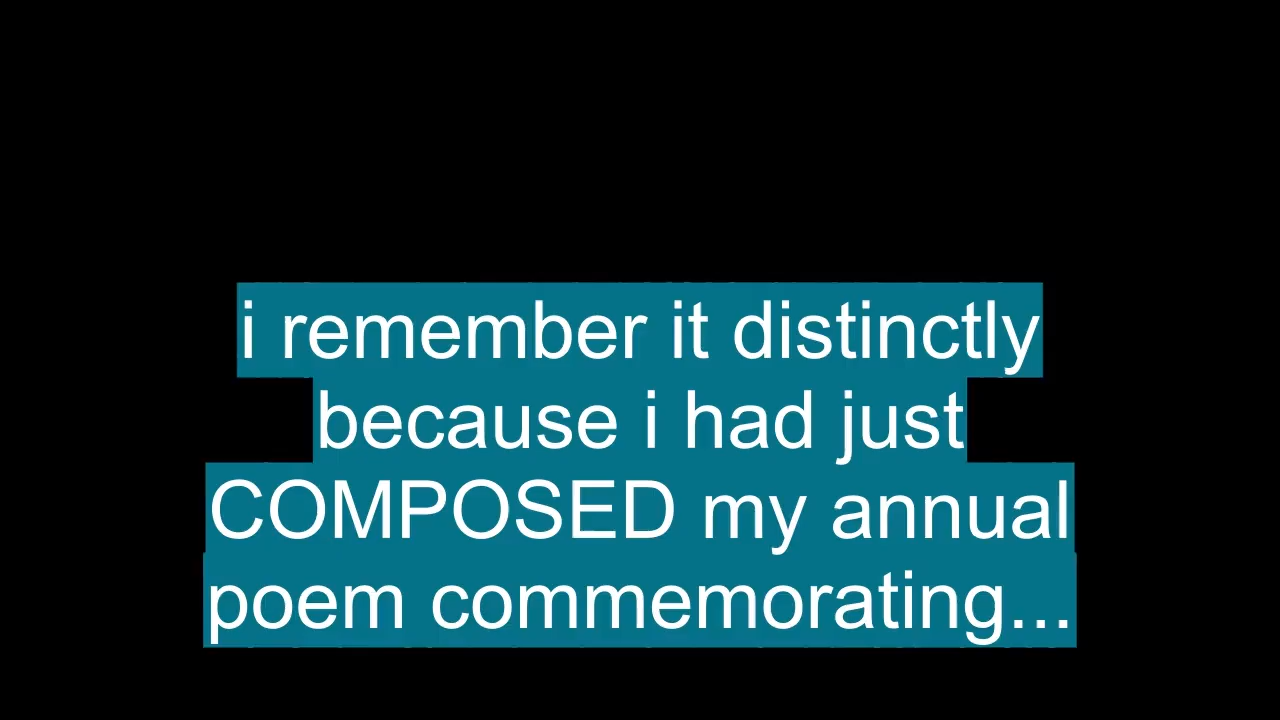 i remember it distinctly
because i had just
COMPOSED my annual
poem commemorating...